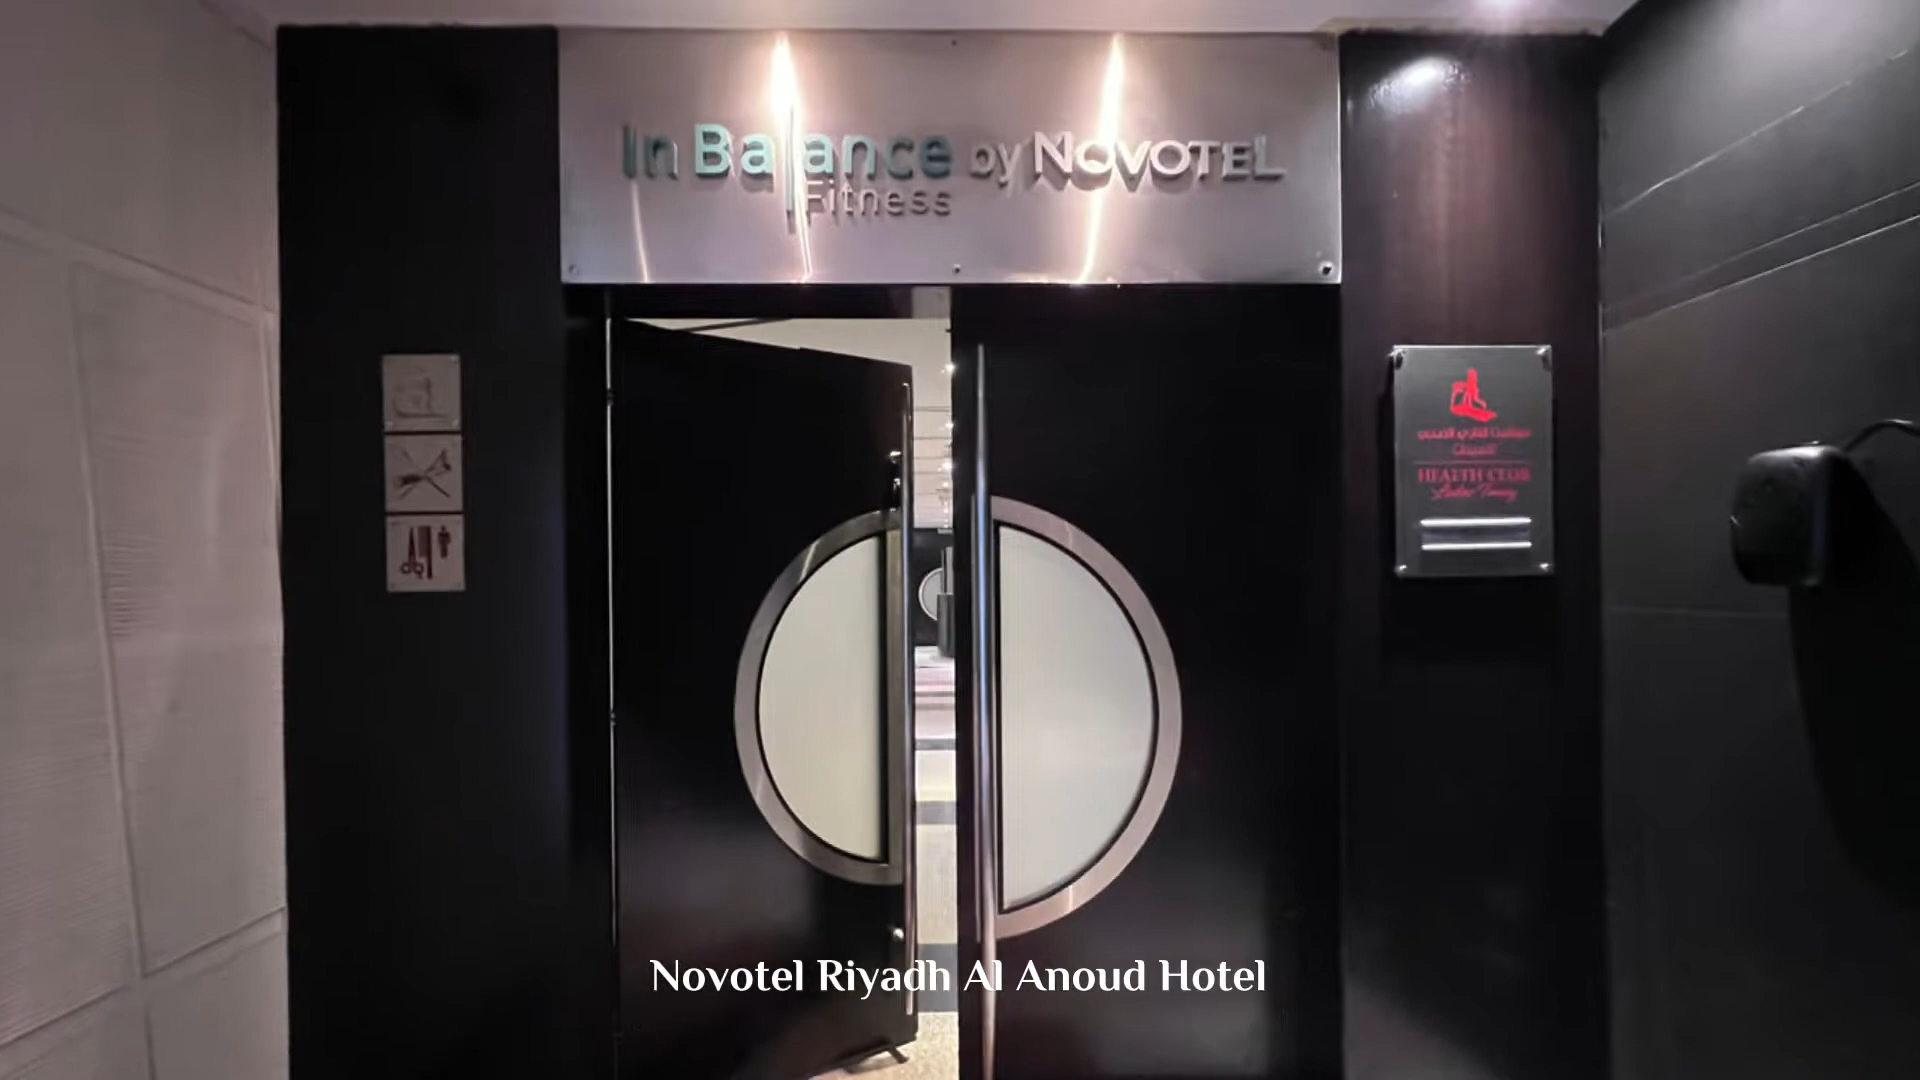 In Balance by NOVOTEL
Fitness
HEALTH CLUB
Novotel Riyadh Al Anoud Hotel